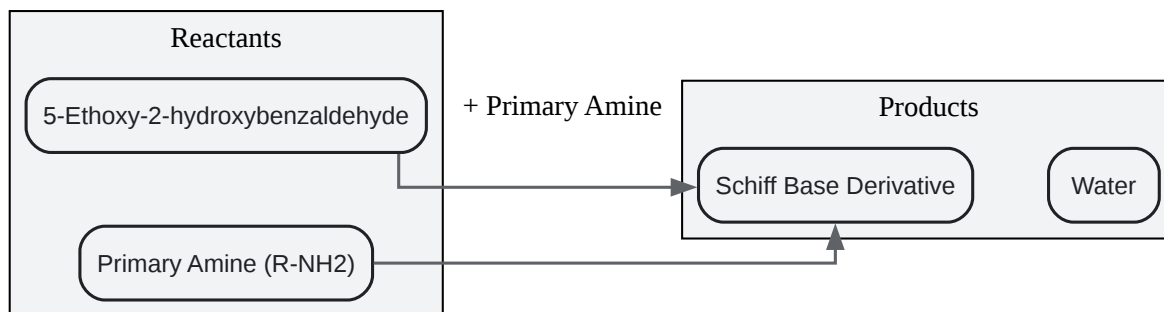 Reactants
5-Ethoxy-2-hydroxybenzaldehyde
+ Primary Amine
Products
Schiff Base Derivative
Water
Primary Amine (R-NH2)